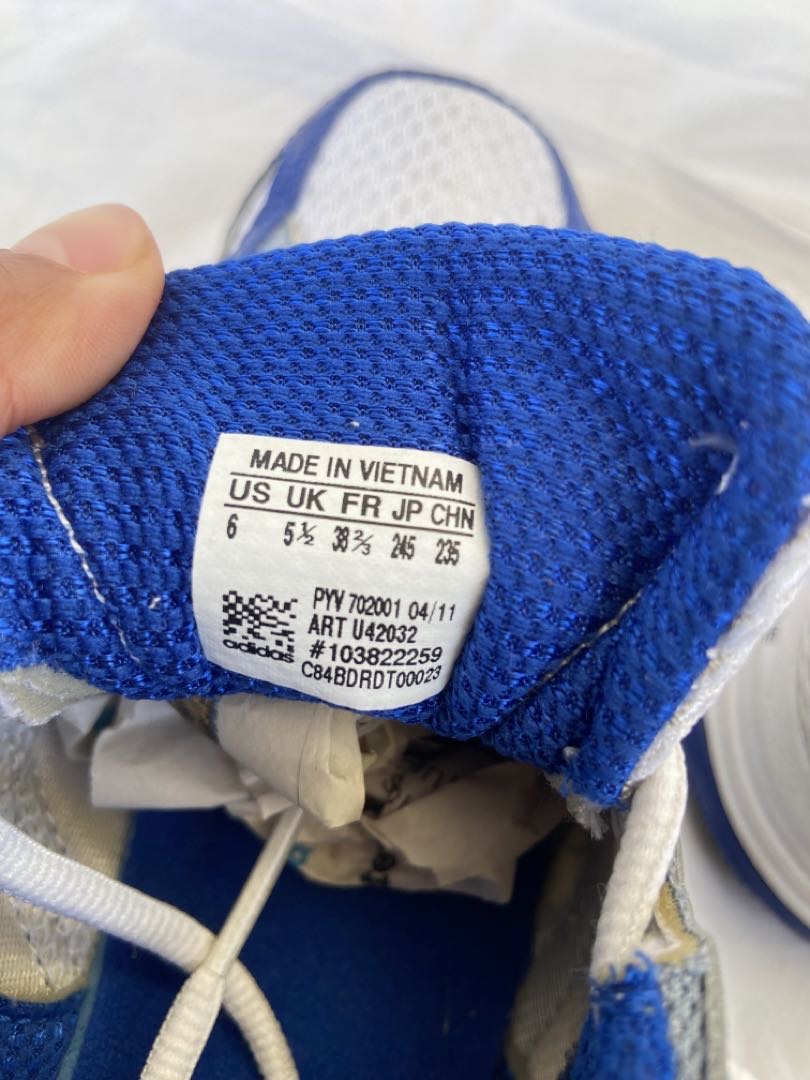 MADE IN VIETNAM
US UK FR JP CHN
6 5½ 38⅔ 245 235
PYV 702001 04/11
ART U42032
adidas #103822259
C84BDRDT00023